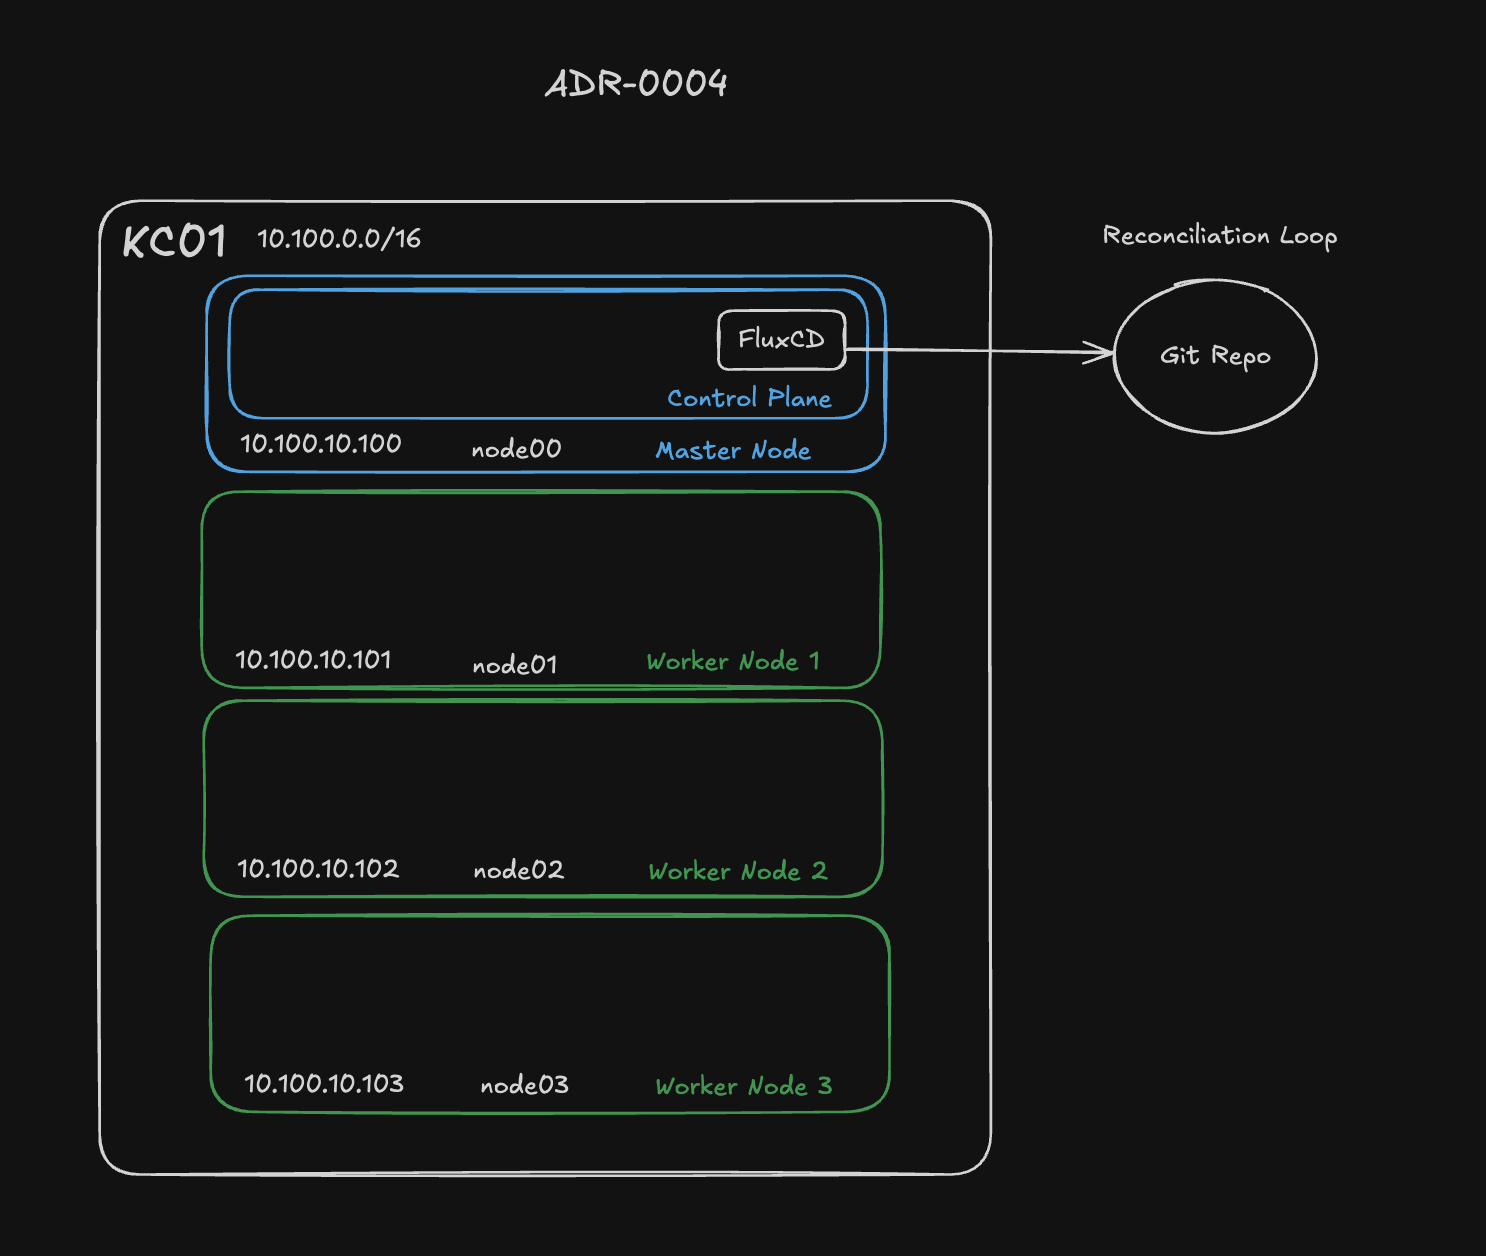 ADR-0004
KC01
10.100.0.0/16
Reconciliation Loop
FluxCD
Git Repo
Control Plane
10.100.10.100
node00
Master Node
10.100.10.101
node01
Worker Node 1
10.100.10.102
node02
Worker Node 2
10.100.10.103
node03
Worker Node 3